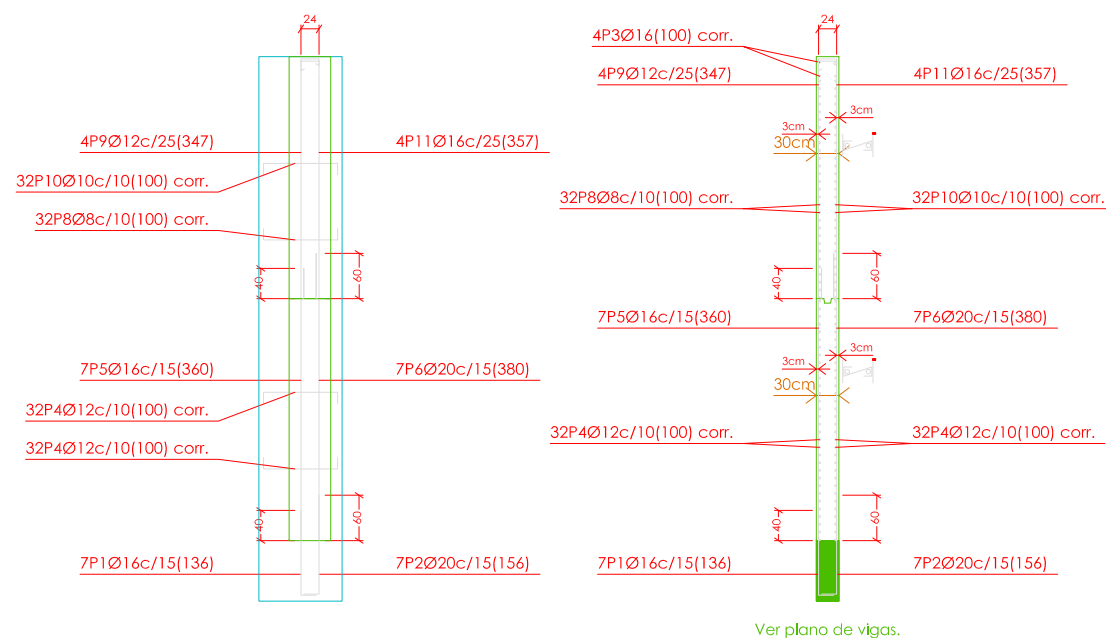 24
4P9Ø12c/25(347)
4P11Ø16c/25(357)
32P10Ø10c/10(100) corr.
32P8Ø8c/10(100) corr.
40
60
7P5Ø16c/15(360)
7P6Ø20c/15(380)
32P4Ø12c/10(100) corr.
32P4Ø12c/10(100) corr.
40
60
7P1Ø16c/15(136)
7P2Ø20c/15(156)
24
4P3Ø16(100) corr.
4P9Ø12c/25(347)
4P11Ø16c/25(357)
3cm
3cm
30cm
32P8Ø8c/10(100) corr.
32P10Ø10c/10(100) corr.
40
60
7P5Ø16c/15(360)
7P6Ø20c/15(380)
3cm
3cm
30cm
32P4Ø12c/10(100) corr.
32P4Ø12c/10(100) corr.
40
60
7P1Ø16c/15(136)
7P2Ø20c/15(156)
Ver plano de vigas.